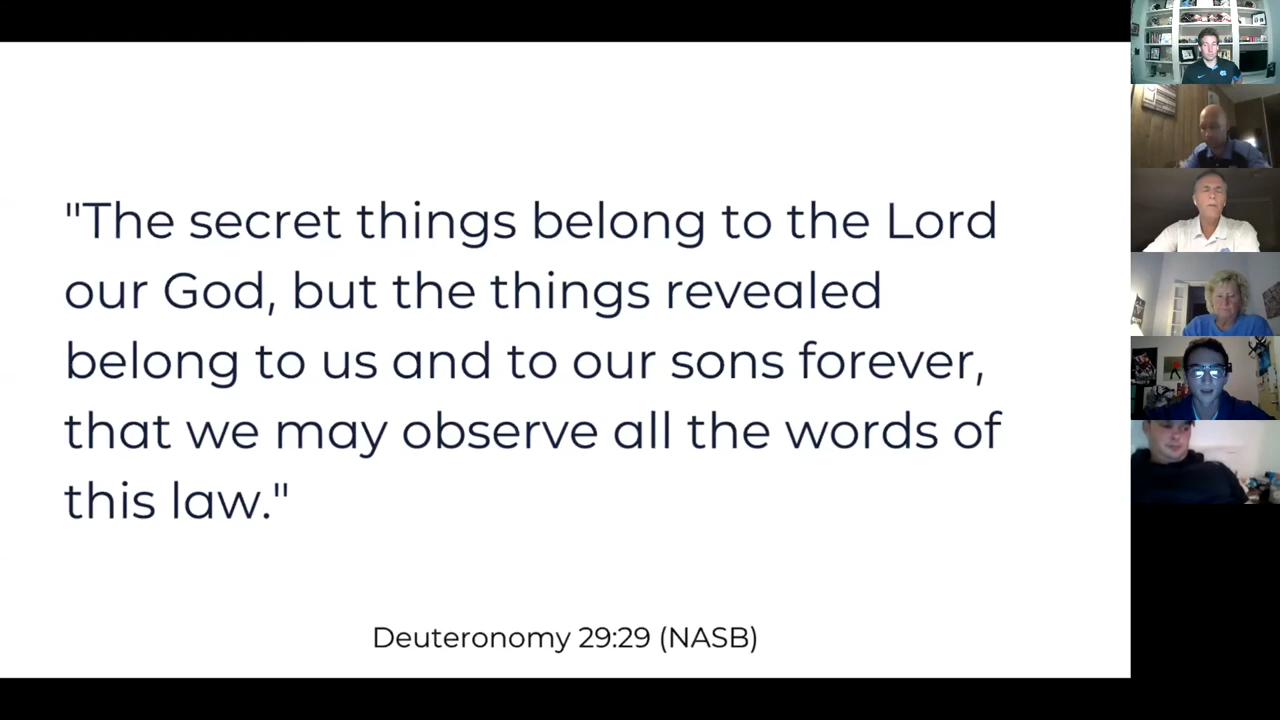 "The secret things belong to the Lord
our God, but the things revealed
belong to us and to our sons forever,
that we may observe all the words of
this law."
Deuteronomy 29:29 (NASB)